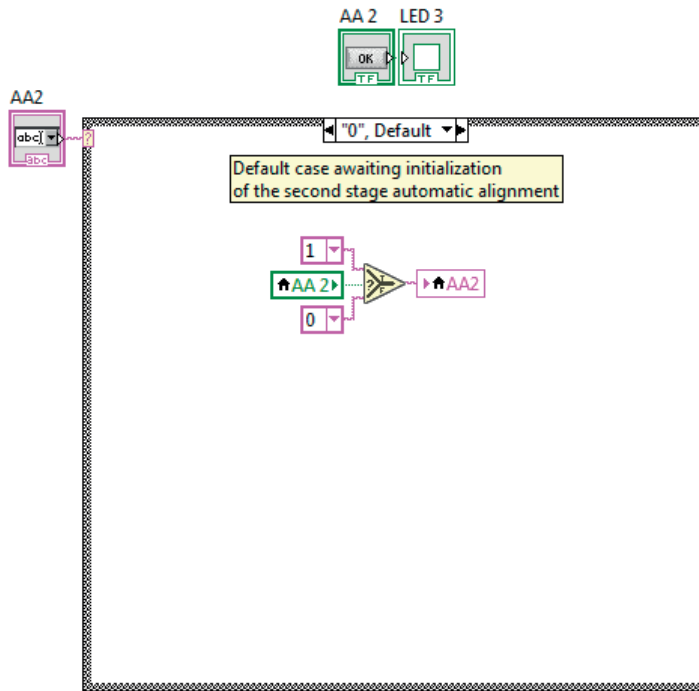 AA 2 LED 3
OK
TF TF
AA2
abc
abc
?
"0", Default
Default case awaiting initialization
of the second stage automatic alignment
1
AA 2
?
T
F
AA2
0